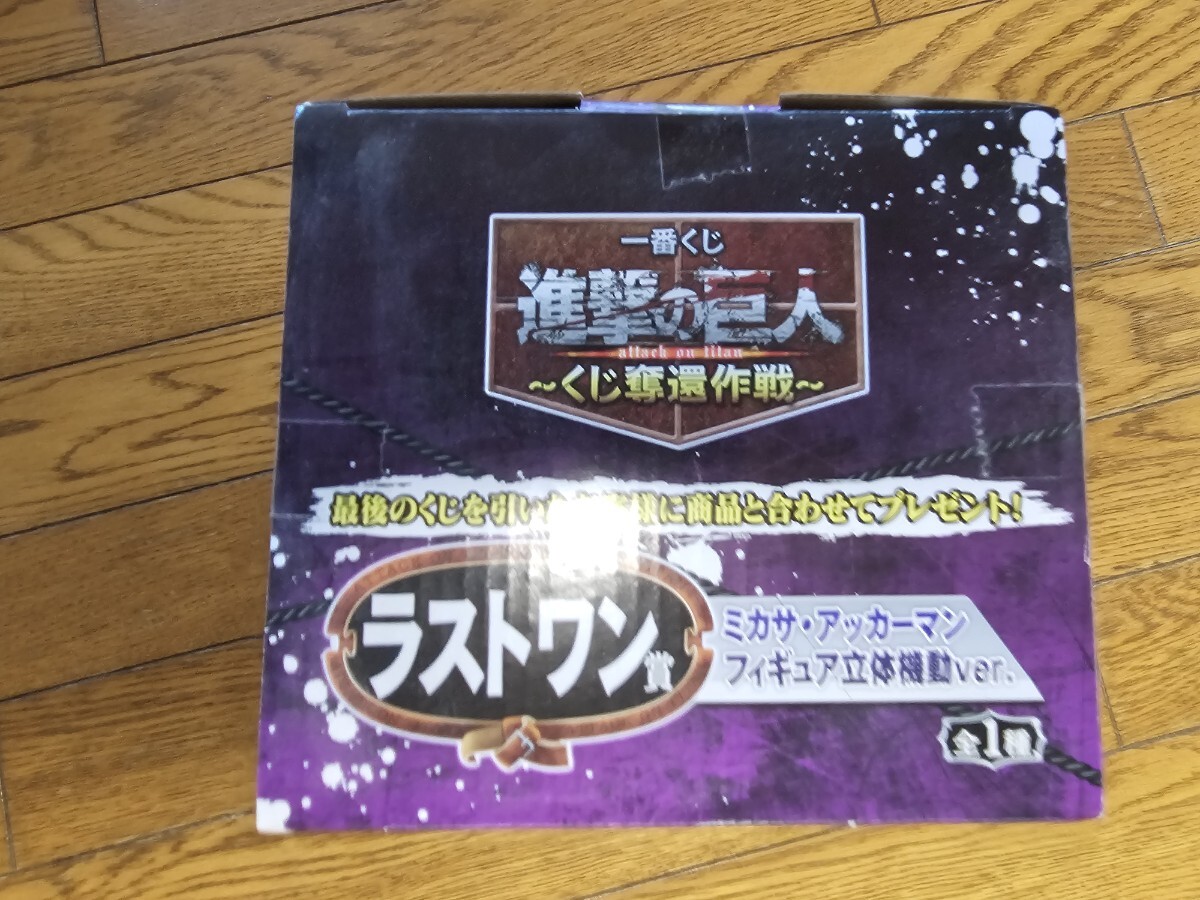 一番くじ
進撃の巨人
attack on titan
~くじ奪還作戦~
最後のくじを引いた 様に商品と合わせてプレゼント!
ラストワン賞
ミカサ・アッカーマン
フィギュア立体機動ver.
全1種